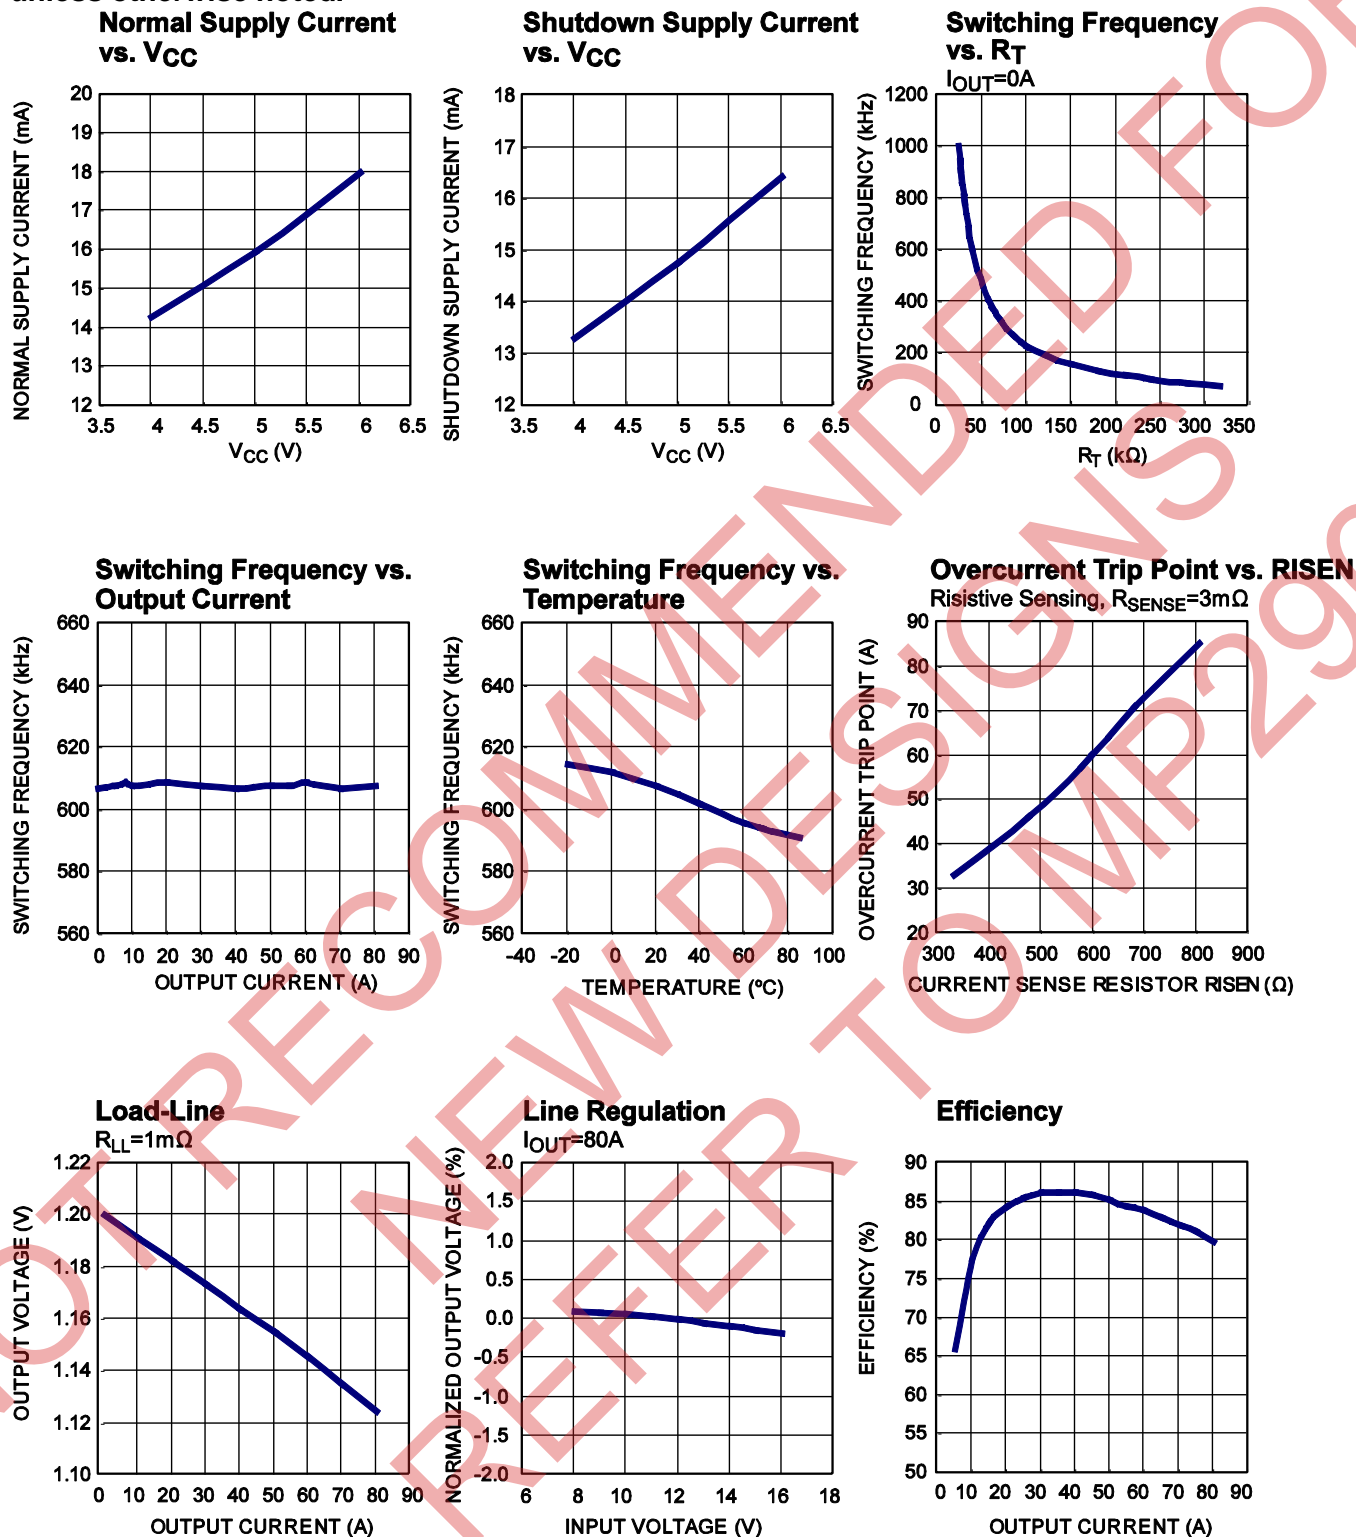 unless otherwise noted.
Normal Supply Current
vs. VCC
NORMAL SUPPLY CURRENT (mA)
20
19
18
17
16
15
14
13
12
3.5 4 4.5 5 5.5 6 6.5
VCC (V)
Shutdown Supply Current
vs. VCC
SHUTDOWN SUPPLY CURRENT (mA)
18
17
16
15
14
13
12
3.5 4 4.5 5 5.5 6 6.5
VCC (V)
Switching Frequency
vs. RT
IOUT=0A
SWITCHING FREQUENCY (kHz)
1200
1000
800
600
400
200
0
0 50 100 150 200 250 300 350
RT (kΩ)
Switching Frequency vs.
Output Current
SWITCHING FREQUENCY (kHz)
660
640
620
600
580
560
0 10 20 30 40 50 60 70 80 90
OUTPUT CURRENT (A)
Switching Frequency vs.
Temperature
SWITCHING FREQUENCY (kHz)
660
640
620
600
580
560
-40 -20 0 20 40 60 80 100
TEMPERATURE (ºC)
Overcurrent Trip Point vs. RISEN
Risistive Sensing, RSENSE=3mΩ
OVERCURRENT TRIP POINT (A)
90
80
70
60
50
40
30
20
300 400 500 600 700 800 900
CURRENT SENSE RESISTOR RISEN (Ω)
Load-Line
RLL=1mΩ
OUTPUT VOLTAGE (V)
1.22
1.20
1.18
1.16
1.14
1.12
1.10
0 10 20 30 40 50 60 70 80 90
OUTPUT CURRENT (A)
Line Regulation
IOUT=80A
NORMALIZED OUTPUT VOLTAGE (%)
2.0
1.5
1.0
0.5
0.0
-0.5
-1.0
-1.5
-2.0
6 8 10 12 14 16 18
INPUT VOLTAGE (V)
Efficiency
EFFICIENCY (%)
90
85
80
75
70
65
60
55
50
0 10 20 30 40 50 60 70 80 90
OUTPUT CURRENT (A)
NOT RECOMMENDED FOR
NEW DESIGNS
REFER TO MP290